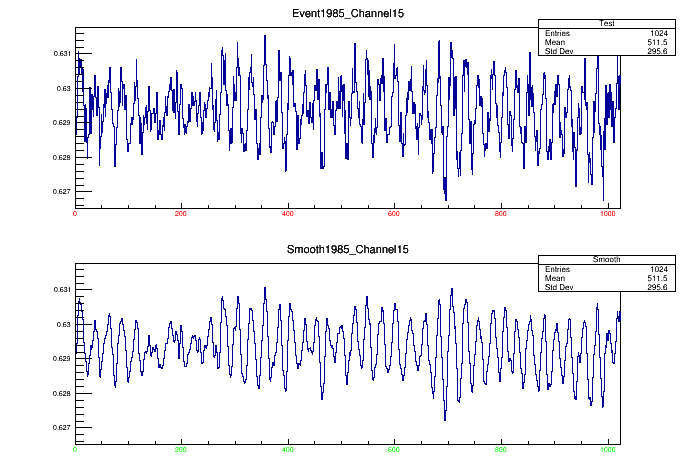 Event1985_Channel15
Test
Entries 1024
Mean 511.5
Std Dev 295.6
0.631
0.63
0.629
0.628
0.627
0 200 400 600 800 1000
Smooth1985_Channel15
Smooth
Entries 1024
Mean 511.5
Std Dev 295.6
0.631
0.63
0.629
0.628
0.627
0 200 400 600 800 1000